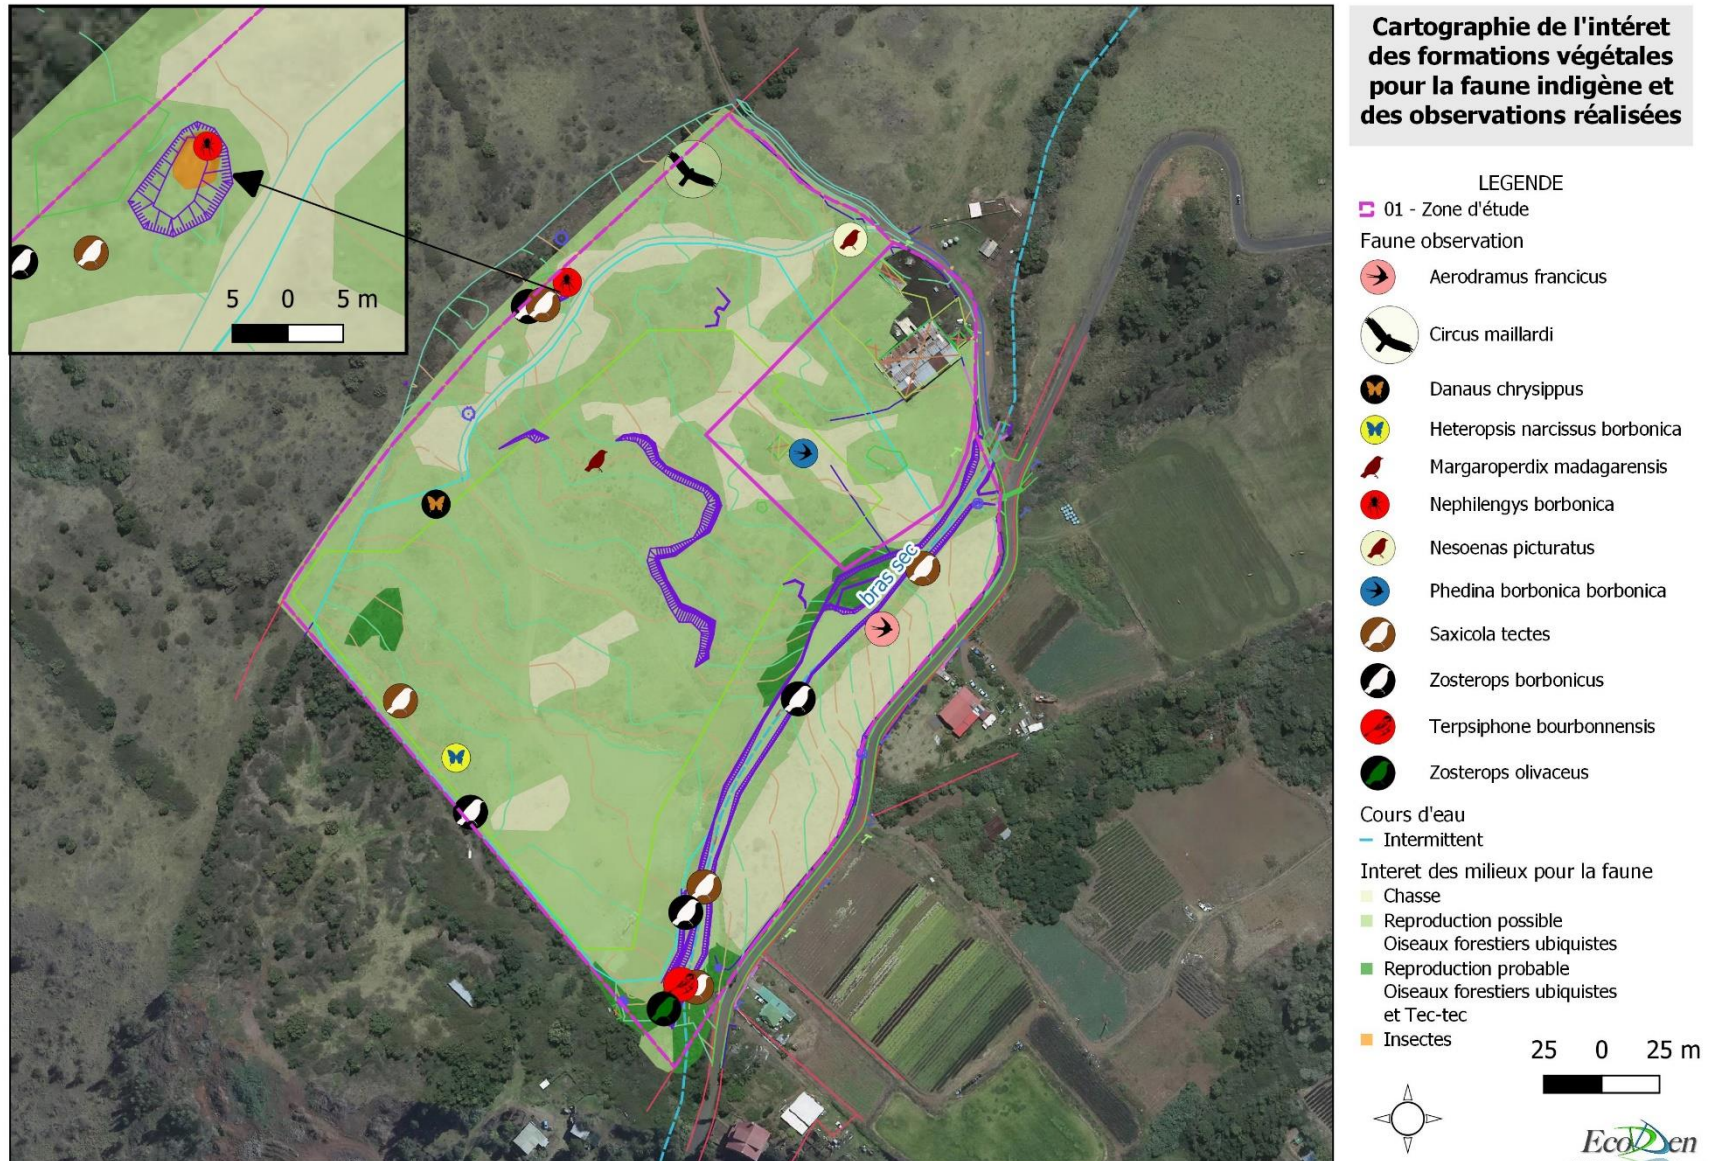 Cartographie de l'intéret
des formations végétales
pour la faune indigène et
des observations réalisées
LEGENDE
01 - Zone d'étude
Faune observation
Aerodramus francicus
Circus maillardi
Danaus chrysippus
Heteropsis narcissus borbonica
Margaroperdix madagarensis
Nephilengys borbonica
Nesoenas picturatus
Phedina borbonica borbonica
Saxicola tectes
Zosterops borbonicus
Terpsiphone bourbonnensis
Zosterops olivaceus
Cours d'eau
Intermittent
Interet des milieux pour la faune
Chasse
Reproduction possible
Oiseaux forestiers ubiquistes
Reproduction probable
Oiseaux forestiers ubiquistes
et Tec-tec
Insectes
25 0 25 m
5 0 5 m
bras sec
EcoDDen